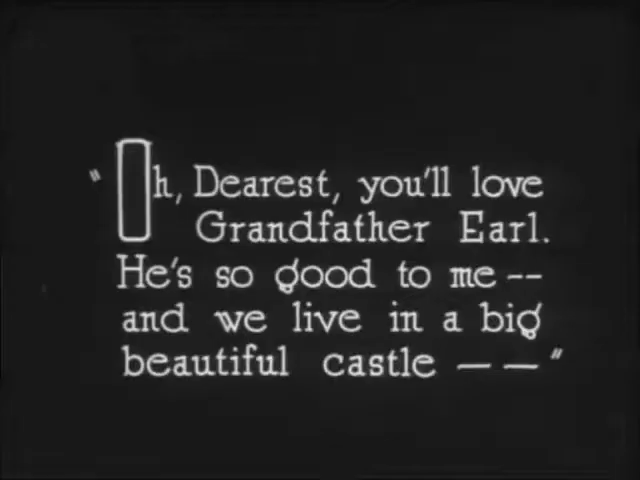 "Oh, Dearest, you'll love
Grandfather Earl.
He's so good to me --
and we live in a big
beautiful castle — —"